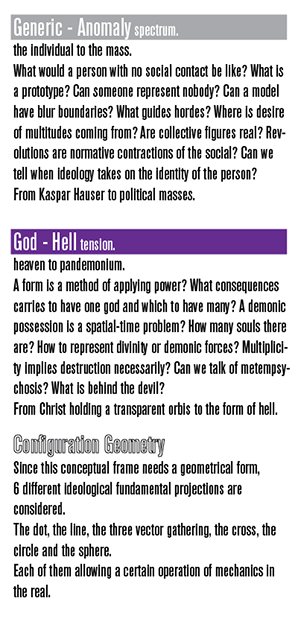 Generic - Anomaly spectrum.
the individual to the mass.
What would a person with no social contact be like? What is
a prototype? Can someone represent nobody? Can a model
have blur boundaries? What guides hordes? Where is desire
of multitudes coming from? Are collective figures real? Rev-
olutions are normative contractions of the social? Can we
tell when ideology takes on the identity of the person?
From Kaspar Hauser to political masses.
God - Hell tension.
heaven to pandemonium.
A form is a method of applying power? What consequences
carries to have one god and which to have many? A demonic
possession is a spatial-time problem? How many souls there
are? How to represent divinity or demonic forces? Multiplici-
ty implies destruction necessarily? Can we talk of metempsy-
chosis? What is behind the devil?
From Christ holding a transparent orbis to the form of hell.
Configuration Geometry
Since this conceptual frame needs a geometrical form,
6 different ideological fundamental projections are
considered.
The dot, the line, the three vector gathering, the cross, the
circle and the sphere.
Each of them allowing a certain operation of mechanics in
the real.